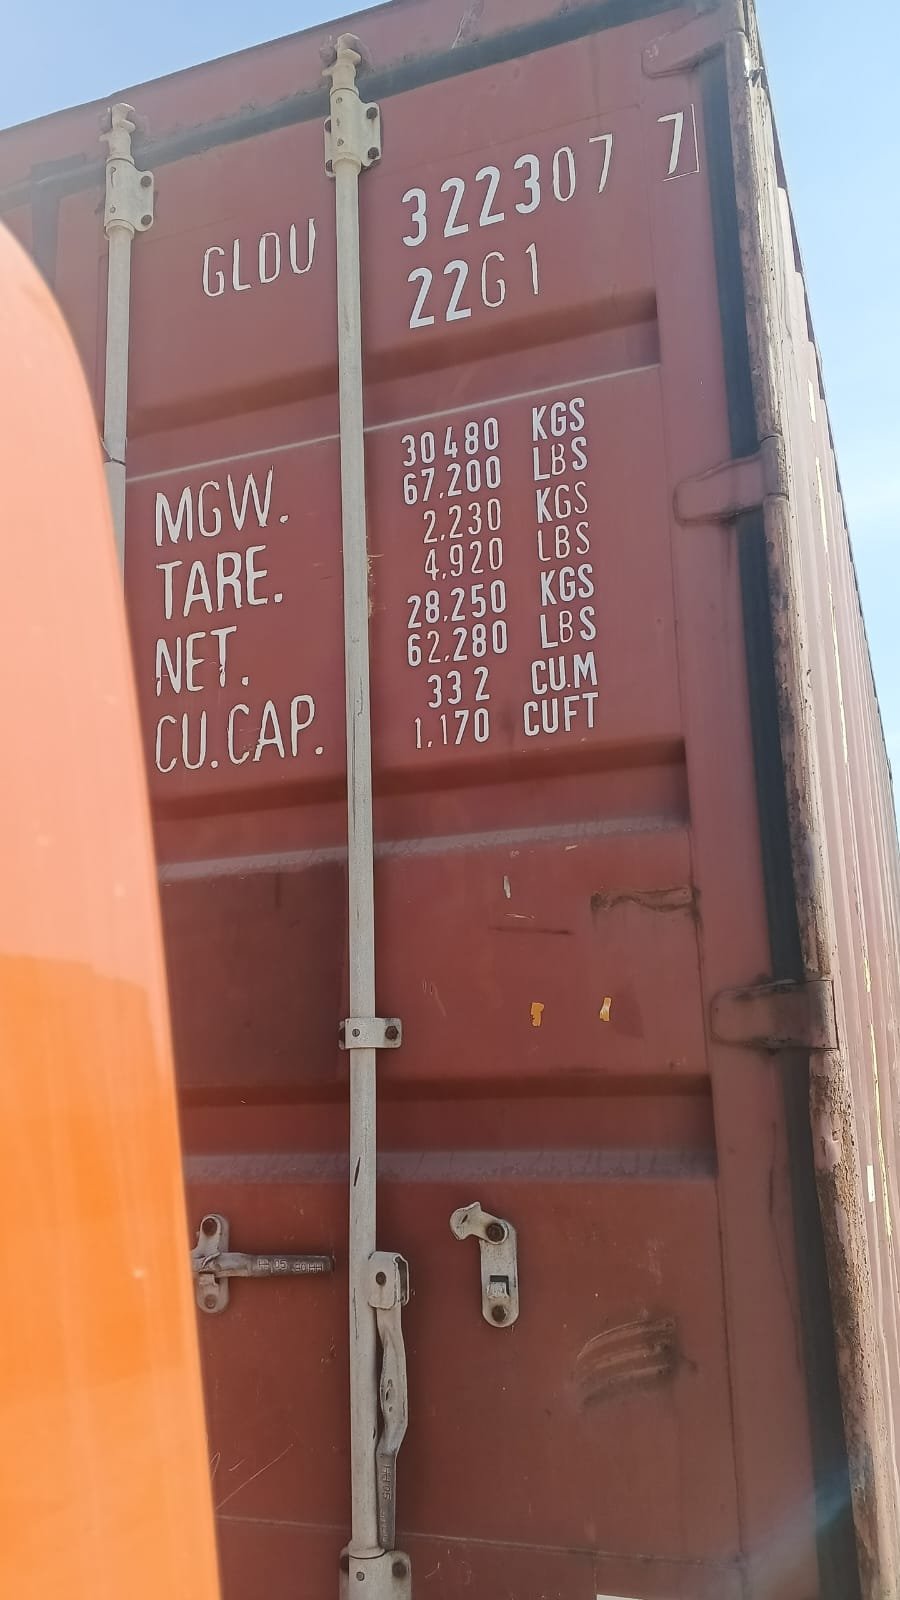 GLDU 322307 7
22G1
MGW. 30480 KGS
67,200 LBS
TARE. 2,230 KGS
4,920 LBS
NET. 28,250 KGS
62,280 LBS
CU.CAP. 33 2 CU.M
1,170 CUFT